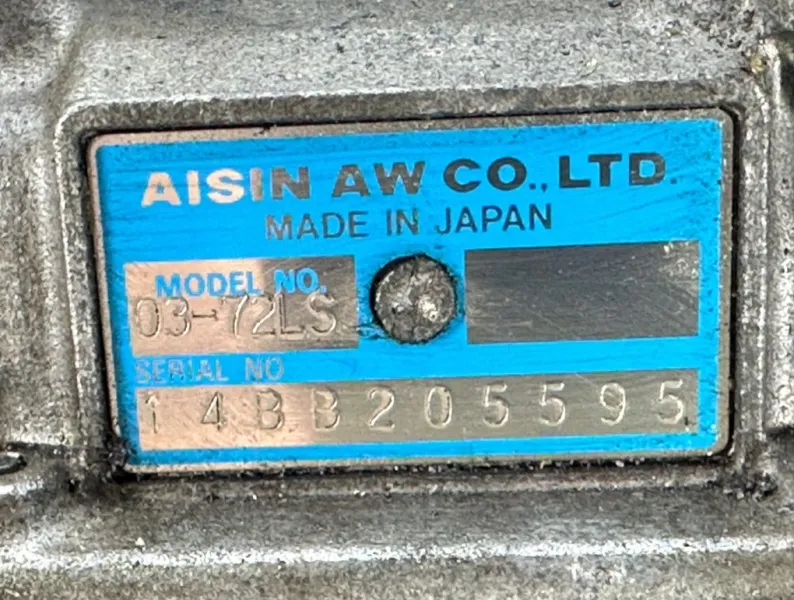 AISIN AW CO., LTD.
MADE IN JAPAN
MODEL NO.
03-72LS
SERIAL NO
14BB205595